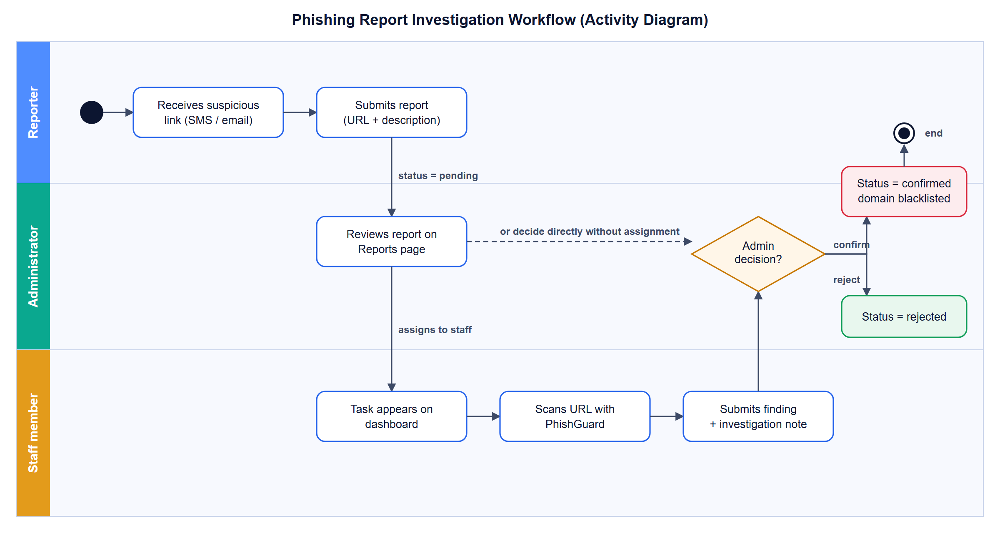 Phishing Report Investigation Workflow (Activity Diagram)
Reporter
Receives suspicious
link (SMS / email)
Submits report
(URL + description)
end
status = pending
Status = confirmed
domain blacklisted
Administrator
Reviews report on
Reports page
or decide directly without assignment
Admin
decision?
confirm
reject
Status = rejected
assigns to staff
Staff member
Task appears on
dashboard
Scans URL with
PhishGuard
Submits finding
+ investigation note